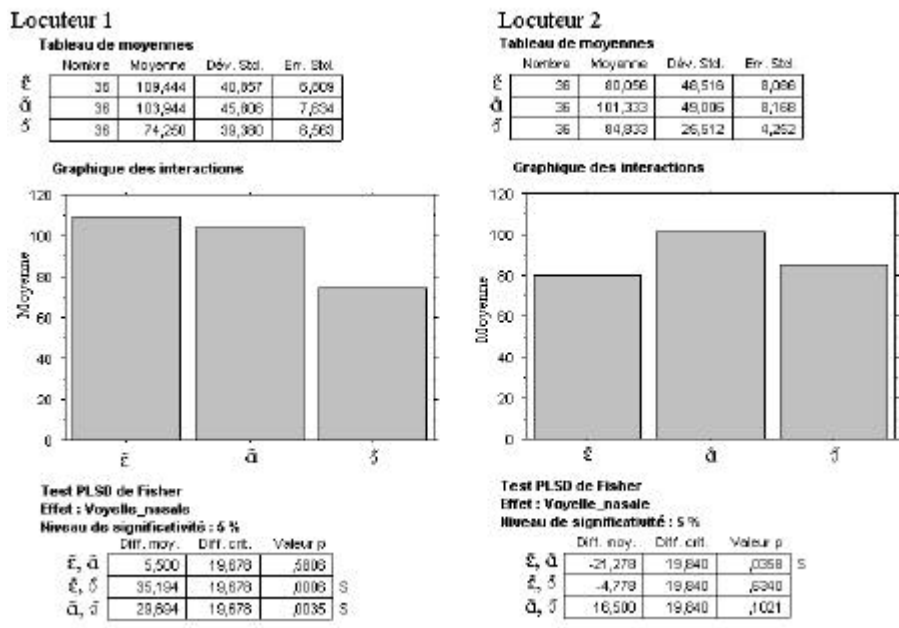 Locuteur 1
Tableau de moyennes
Nombre Moyenne Dév. Std. Err. Std.
ɛ̃ 36 109,444 40,857 6,809
ɑ̃ 36 103,944 45,806 7,634
ɔ̃ 36 74,250 39,380 6,563
Graphique des interactions
120
100
80
60
40
20
0
Moyenne
ɛ̃ ɑ̃ ɔ̃
Test PLSD de Fisher
Effet : Voyelle_nasale
Niveau de significativité : 5 %
Diff. moy. Diff. crit. Valeur p
ɛ̃, ɑ̃ 5,500 19,678 ,5806
ɛ̃, ɔ̃ 35,194 19,678 ,0006 S
ɑ̃, ɔ̃ 29,694 19,678 ,0035 S
Locuteur 2
Tableau de moyennes
Nombre Moyenne Dév. Std. Err. Std.
ɛ̃ 36 80,056 48,516 8,086
ɑ̃ 36 101,333 49,006 8,168
ɔ̃ 36 84,833 4,252
Graphique des interactions
120
100
80
60
40
20
0
Moyenne
ɛ̃ ɑ̃ ɔ̃
Test PLSD de Fisher
Effet : Voyelle_nasale
Niveau de significativité : 5 %
Diff. moy. Diff. crit. Valeur p
ɛ̃, ɑ̃ -21,278 19,840 ,0358 S
ɛ̃, ɔ̃ -4,778 19,840 ,6340
ɑ̃, ɔ̃ 16,500 19,840 ,1021